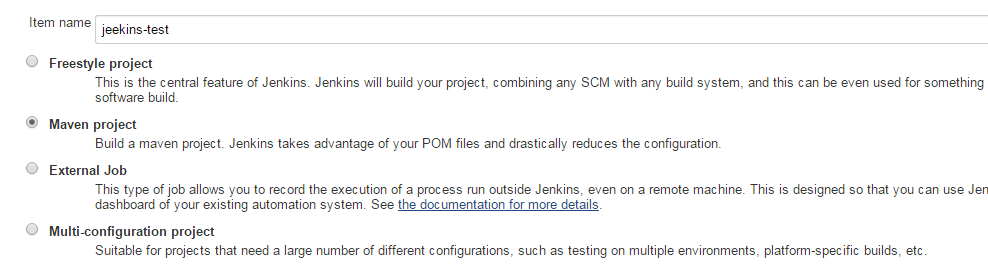 Item name jeekins-test
Freestyle project
This is the central feature of Jenkins. Jenkins will build your project, combining any SCM with any build system, and this can be even used for something
software build.
Maven project
Build a maven project. Jenkins takes advantage of your POM files and drastically reduces the configuration.
External Job
This type of job allows you to record the execution of a process run outside Jenkins, even on a remote machine. This is designed so that you can use Jen
dashboard of your existing automation system. See the documentation for more details.
Multi-configuration project
Suitable for projects that need a large number of different configurations, such as testing on multiple environments, platform-specific builds, etc.